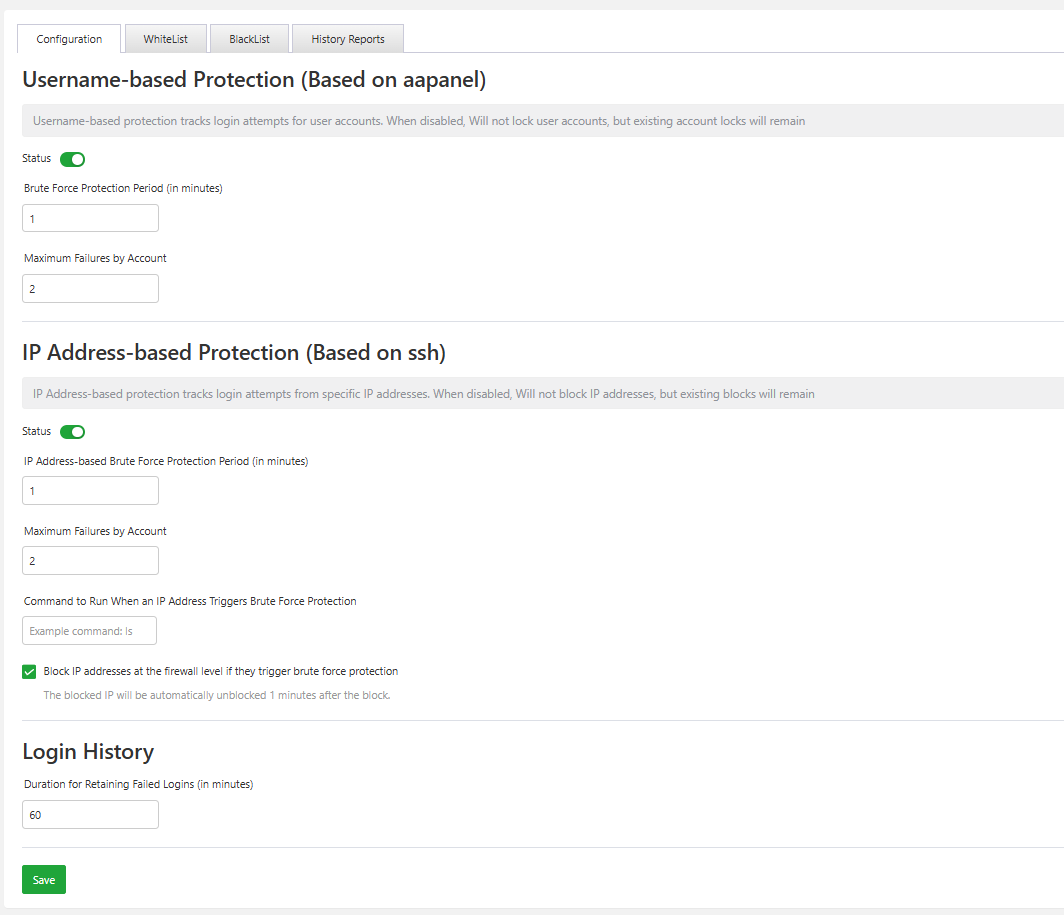 Configuration
WhiteList
BlackList
History Reports
Username-based Protection (Based on aapanel)
Username-based protection tracks login attempts for user accounts. When disabled, Will not lock user accounts, but existing account locks will remain
Status
Brute Force Protection Period (in minutes)
1
Maximum Failures by Account
2
IP Address-based Protection (Based on ssh)
IP Address-based protection tracks login attempts from specific IP addresses. When disabled, Will not block IP addresses, but existing blocks will remain
Status
IP Address-based Brute Force Protection Period (in minutes)
1
Maximum Failures by Account
2
Command to Run When an IP Address Triggers Brute Force Protection
Example command: ls
Block IP addresses at the firewall level if they trigger brute force protection
The blocked IP will be automatically unblocked 1 minutes after the block.
Login History
Duration for Retaining Failed Logins (in minutes)
60
Save